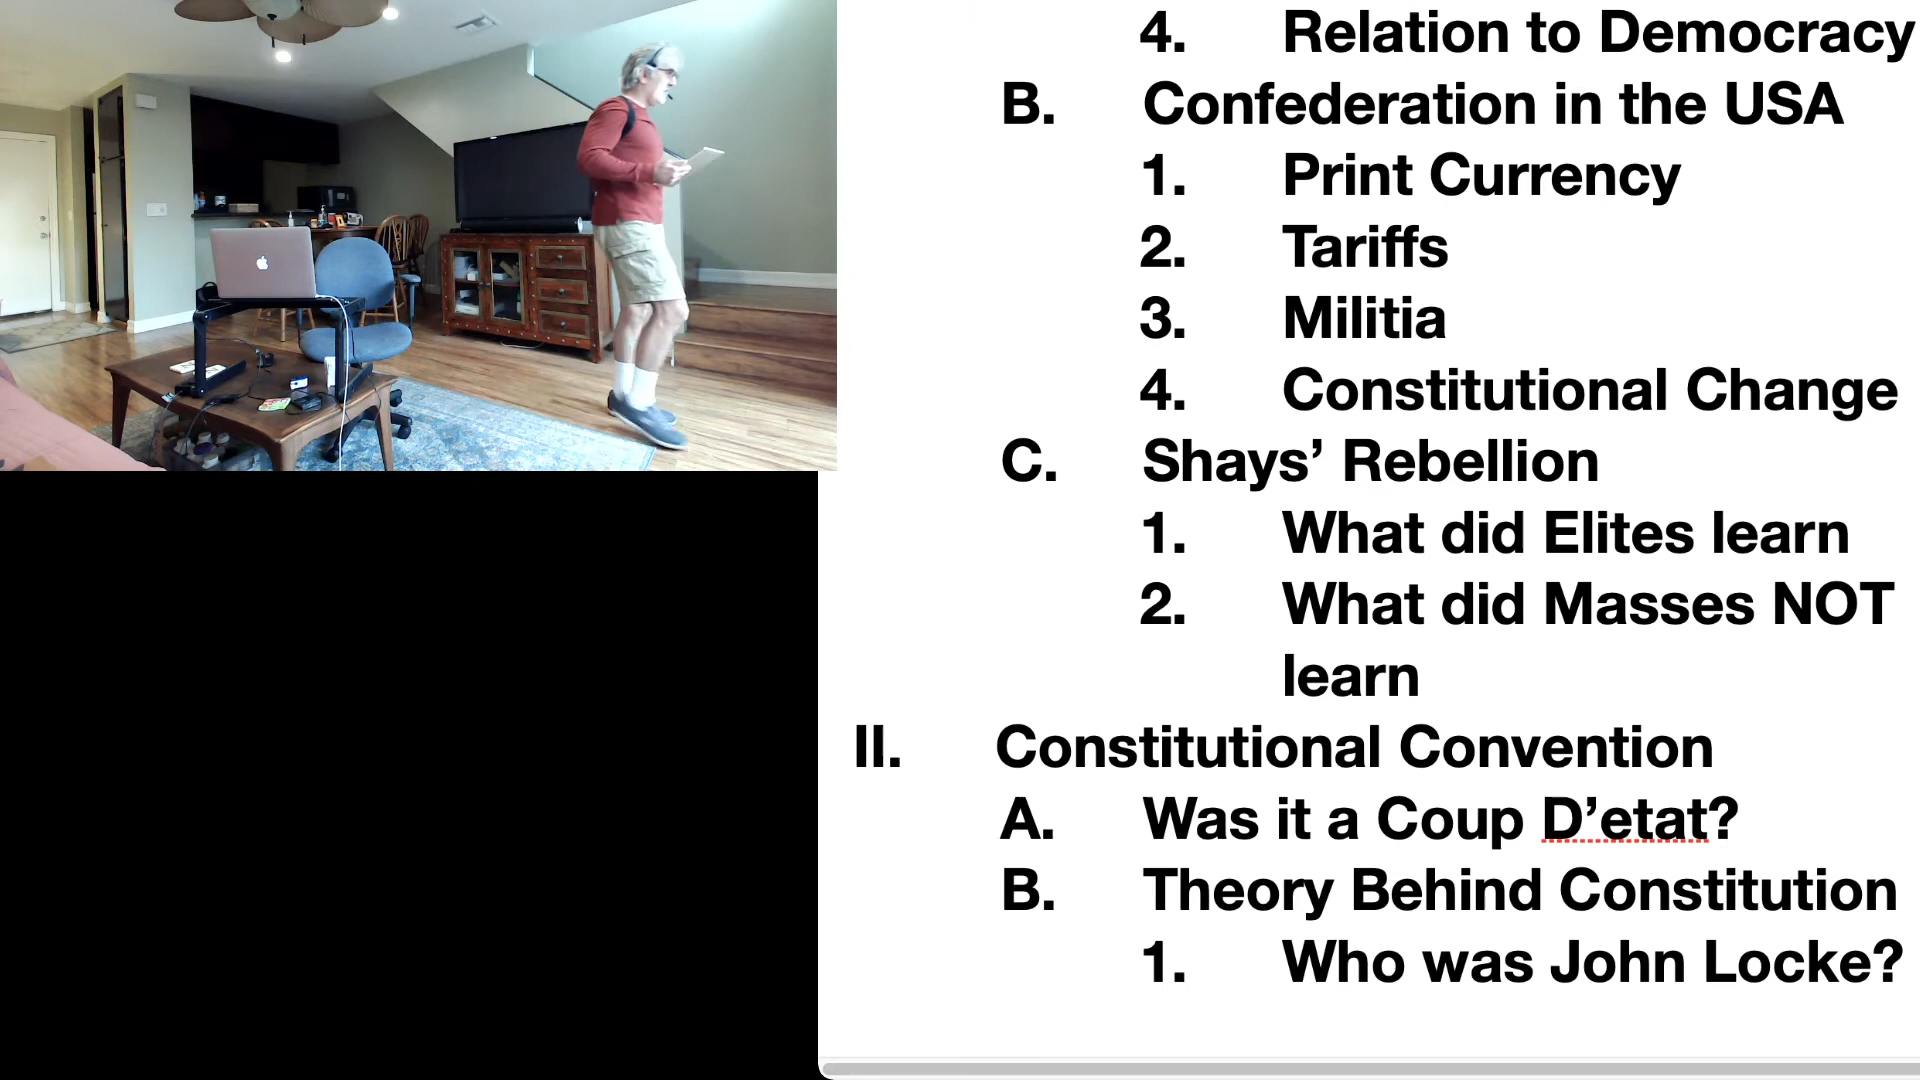 4. Relation to Democracy
B. Confederation in the USA
1. Print Currency
2. Tariffs
3. Militia
4. Constitutional Change
C. Shays’ Rebellion
1. What did Elites learn
2. What did Masses NOT
learn
II. Constitutional Convention
A. Was it a Coup D’etat?
B. Theory Behind Constitution
1. Who was John Locke?